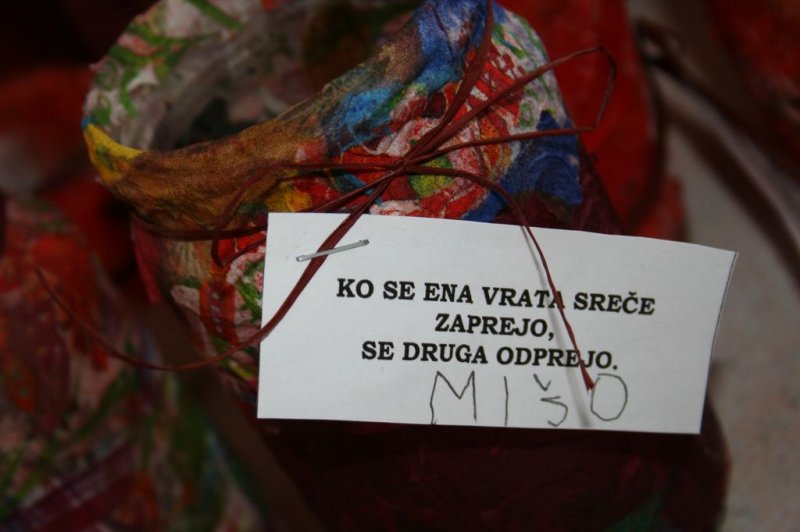 KO SE ENA VRATA SREČE
ZAPREJO,
SE DRUGA ODPREJO.
MIŠO